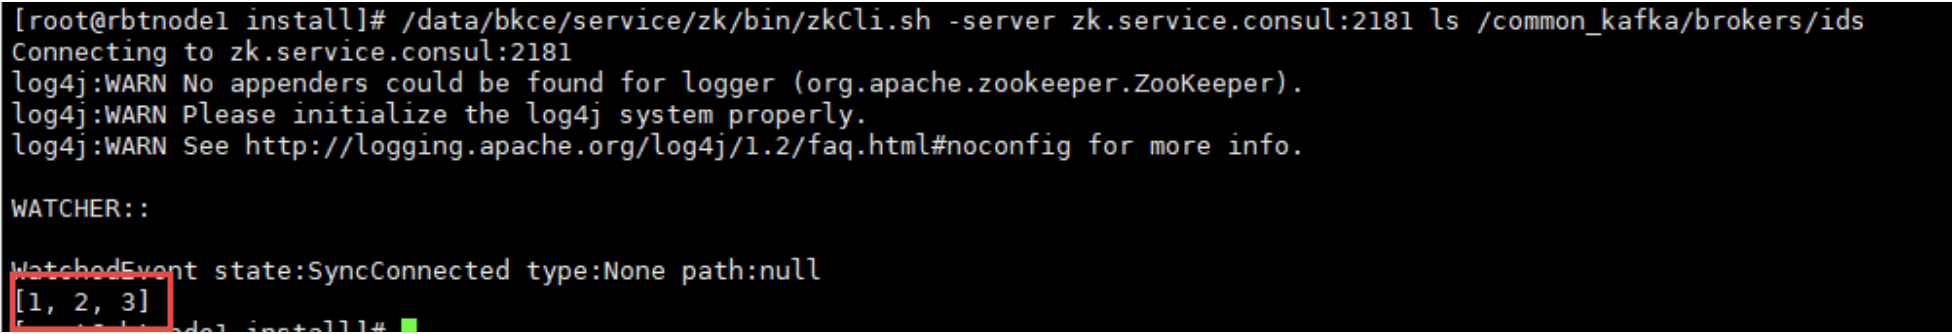 [root@rbtnode1 install]# /data/bkce/service/zk/bin/zkCli.sh -server zk.service.consul:2181 ls /common_kafka/brokers/ids
Connecting to zk.service.consul:2181
log4j:WARN No appenders could be found for logger (org.apache.zookeeper.ZooKeeper).
log4j:WARN Please initialize the log4j system properly.
log4j:WARN See http://logging.apache.org/log4j/1.2/faq.html#noconfig for more info.
WATCHER::
WatchedEvent state:SyncConnected type:None path:null
[1, 2, 3]
[root@rbtnode1 install]#